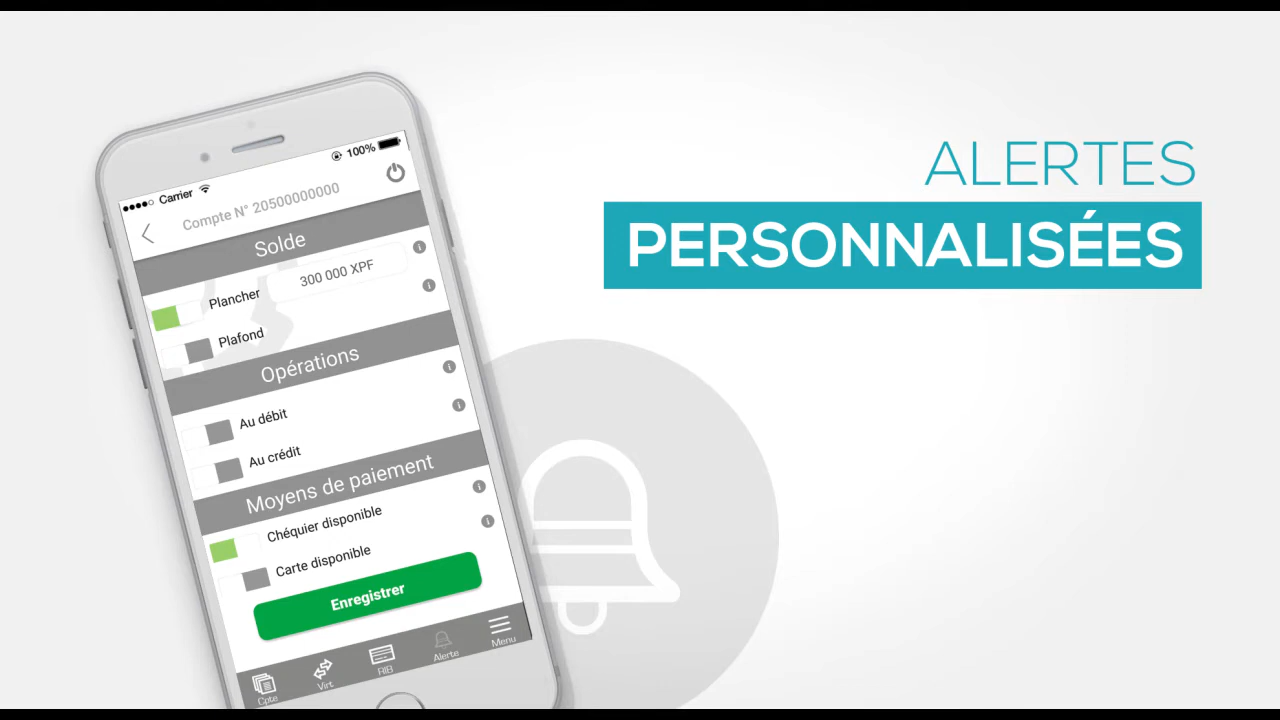 ALERTES
PERSONNALISÉES
Carrier
100%
Compte N° 20500000000
Solde
Plancher
300 000 XPF
Plafond
Opérations
Au débit
Au crédit
Moyens de paiement
Chéquier disponible
Carte disponible
Enregistrer
Cpte
Virt
RIB
Alerte
Menu